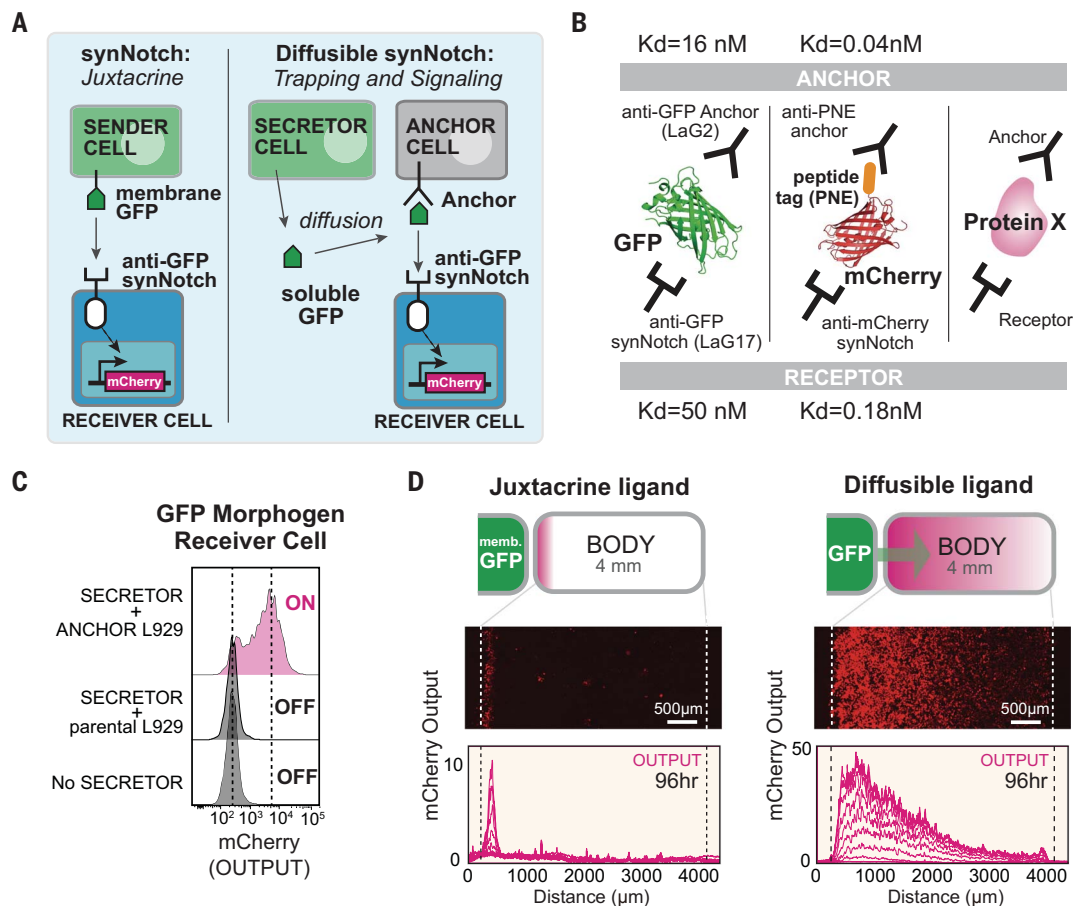 A
synNotch:
Juxtacrine
Diffusible synNotch:
Trapping and Signaling
SENDER
CELL
SECRETOR
CELL
ANCHOR
CELL
membrane
GFP
Anchor
diffusion
anti-GFP
synNotch
soluble
GFP
anti-GFP
synNotch
mCherry
mCherry
RECEIVER CELL
RECEIVER CELL
B
Kd=16 nM
Kd=0.04nM
ANCHOR
anti-GFP Anchor
(LaG2)
anti-PNE
anchor
Anchor
peptide
tag (PNE)
GFP
Protein X
mCherry
anti-GFP
synNotch (LaG17)
anti-mCherry
synNotch
Receptor
RECEPTOR
Kd=50 nM
Kd=0.18nM
C
GFP Morphogen
Receiver Cell
SECRETOR
+
ANCHOR L929
ON
SECRETOR
+
parental L929
OFF
No SECRETOR
OFF
10² 10³ 10⁴ 10⁵
mCherry
(OUTPUT)
D
Juxtacrine ligand
memb.
GFP
BODY
4 mm
500µm
mCherry Output
10
0
OUTPUT
96hr
0 1000 2000 3000 4000
Distance (µm)
Diffusible ligand
GFP
BODY
4 mm
500µm
mCherry Output
50
0
OUTPUT
96hr
0 1000 2000 3000 4000
Distance (µm)